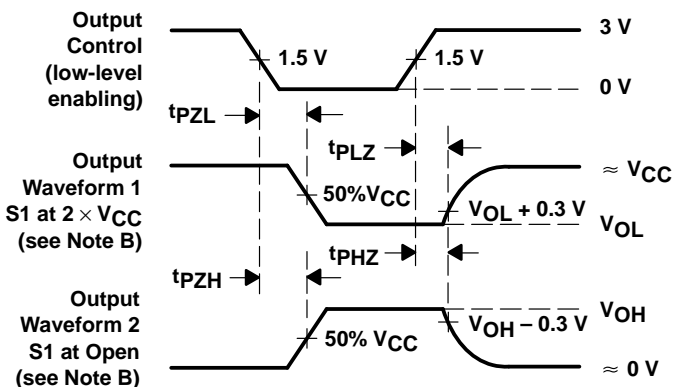 Output
Control
(low-level
enabling)
3 V
1.5 V
1.5 V
0 V
tPZL
tPLZ
Output
Waveform 1
S1 at 2 × VCC
(see Note B)
≈ VCC
50%VCC
VOL + 0.3 V
VOL
tPHZ
tPZH
Output
Waveform 2
S1 at Open
(see Note B)
VOH
50% VCC
VOH − 0.3 V
≈ 0 V